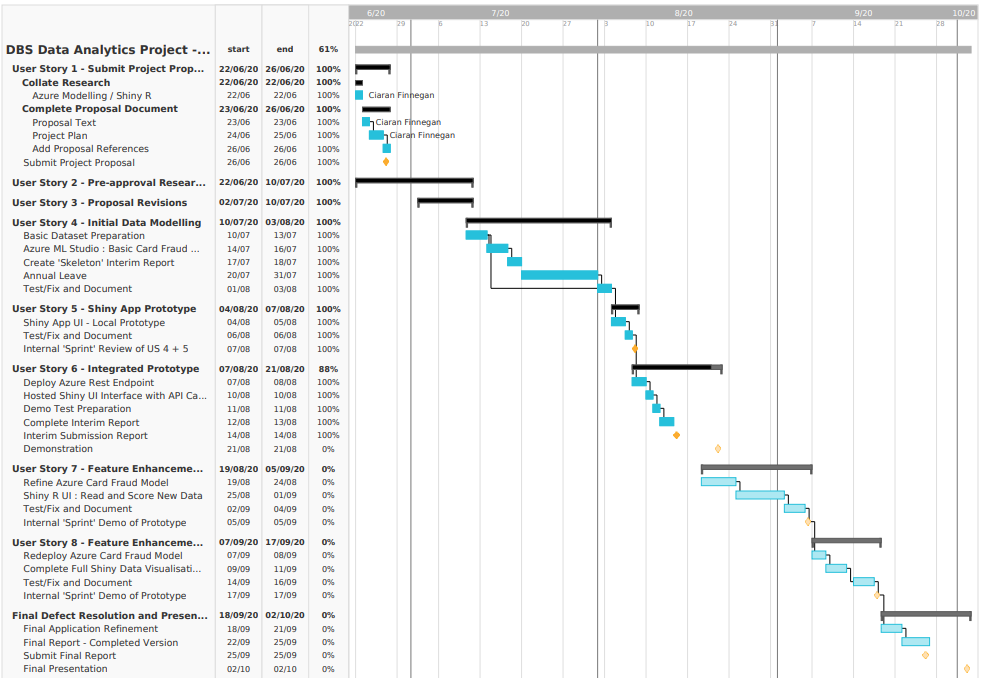 6/20 7/20 8/20 9/20 10/20
2022 29 6 13 20 27 3 10 17 24 31 7 14 21 28
DBS Data Analytics Project -... start end 61%
User Story 1 - Submit Project Prop... 22/06/20 26/06/20 100%
Collate Research 22/06/20 22/06/20 100%
Azure Modelling / Shiny R 22/06 22/06 100% Ciaran Finnegan
Complete Proposal Document 23/06/20 26/06/20 100%
Proposal Text 23/06 23/06 100% Ciaran Finnegan
Project Plan 24/06 25/06 100% Ciaran Finnegan
Add Proposal References 26/06 26/06 100%
Submit Project Proposal 26/06 26/06 100%
User Story 2 - Pre-approval Resear... 22/06/20 10/07/20 100%
User Story 3 - Proposal Revisions 02/07/20 10/07/20 100%
User Story 4 - Initial Data Modelling 10/07/20 03/08/20 100%
Basic Dataset Preparation 10/07 13/07 100%
Azure ML Studio : Basic Card Fraud ... 14/07 16/07 100%
Create 'Skeleton' Interim Report 17/07 18/07 100%
Annual Leave 20/07 31/07 100%
Test/Fix and Document 01/08 03/08 100%
User Story 5 - Shiny App Prototype 04/08/20 07/08/20 100%
Shiny App UI - Local Prototype 04/08 05/08 100%
Test/Fix and Document 06/08 06/08 100%
Internal 'Sprint' Review of US 4 + 5 07/08 07/08 100%
User Story 6 - Integrated Prototype 07/08/20 21/08/20 88%
Deploy Azure Rest Endpoint 07/08 08/08 100%
Hosted Shiny UI Interface with API Ca... 10/08 10/08 100%
Demo Test Preparation 11/08 11/08 100%
Complete Interim Report 12/08 13/08 100%
Interim Submission Report 14/08 14/08 100%
Demonstration 21/08 21/08 0%
User Story 7 - Feature Enhanceme... 19/08/20 05/09/20 0%
Refine Azure Card Fraud Model 19/08 24/08 0%
Shiny R UI : Read and Score New Data 25/08 01/09 0%
Test/Fix and Document 02/09 04/09 0%
Internal 'Sprint' Demo of Prototype 05/09 05/09 0%
User Story 8 - Feature Enhanceme... 07/09/20 17/09/20 0%
Redeploy Azure Card Fraud Model 07/09 08/09 0%
Complete Full Shiny Data Visualisati... 09/09 11/09 0%
Test/Fix and Document 14/09 16/09 0%
Internal 'Sprint' Demo of Prototype 17/09 17/09 0%
Final Defect Resolution and Presen... 18/09/20 02/10/20 0%
Final Application Refinement 18/09 21/09 0%
Final Report - Completed Version 22/09 25/09 0%
Submit Final Report 25/09 25/09 0%
Final Presentation 02/10 02/10 0%